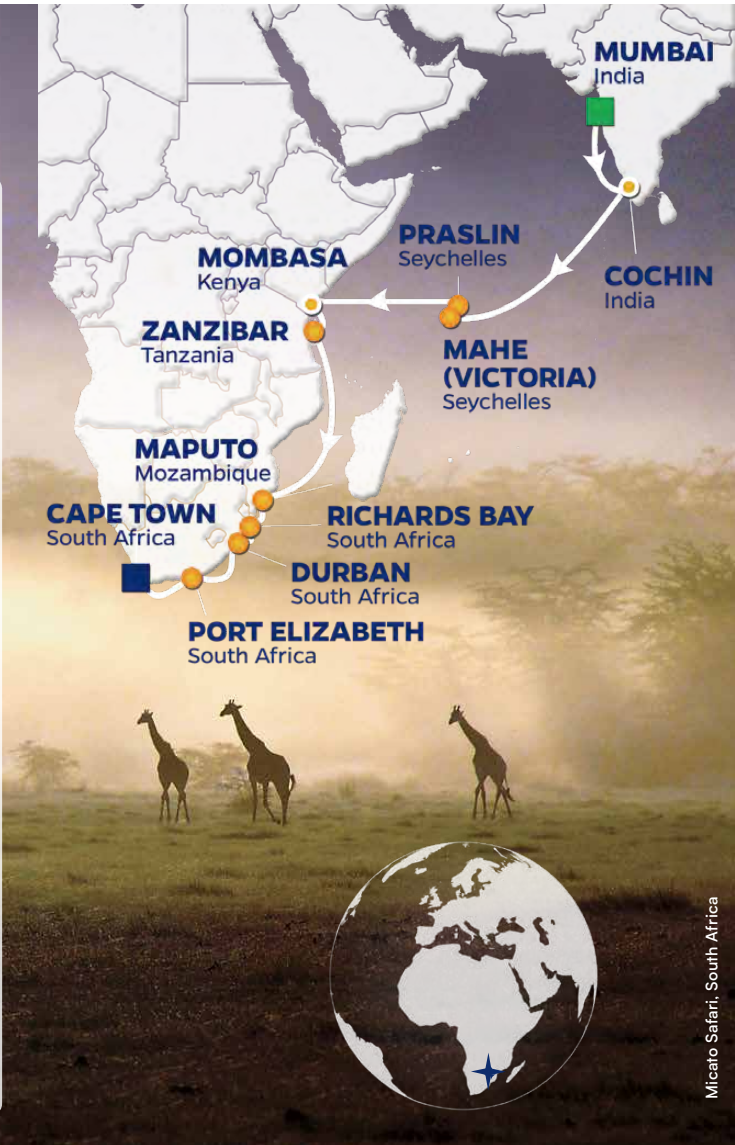 MUMBAI
India
PRASLIN
Seychelles
MOMBASA
Kenya
COCHIN
India
ZANZIBAR
Tanzania
MAHE
(VICTORIA)
Seychelles
MAPUTO
Mozambique
CAPE TOWN
South Africa
RICHARDS BAY
South Africa
DURBAN
South Africa
PORT ELIZABETH
South Africa
Micato Safari, South Africa